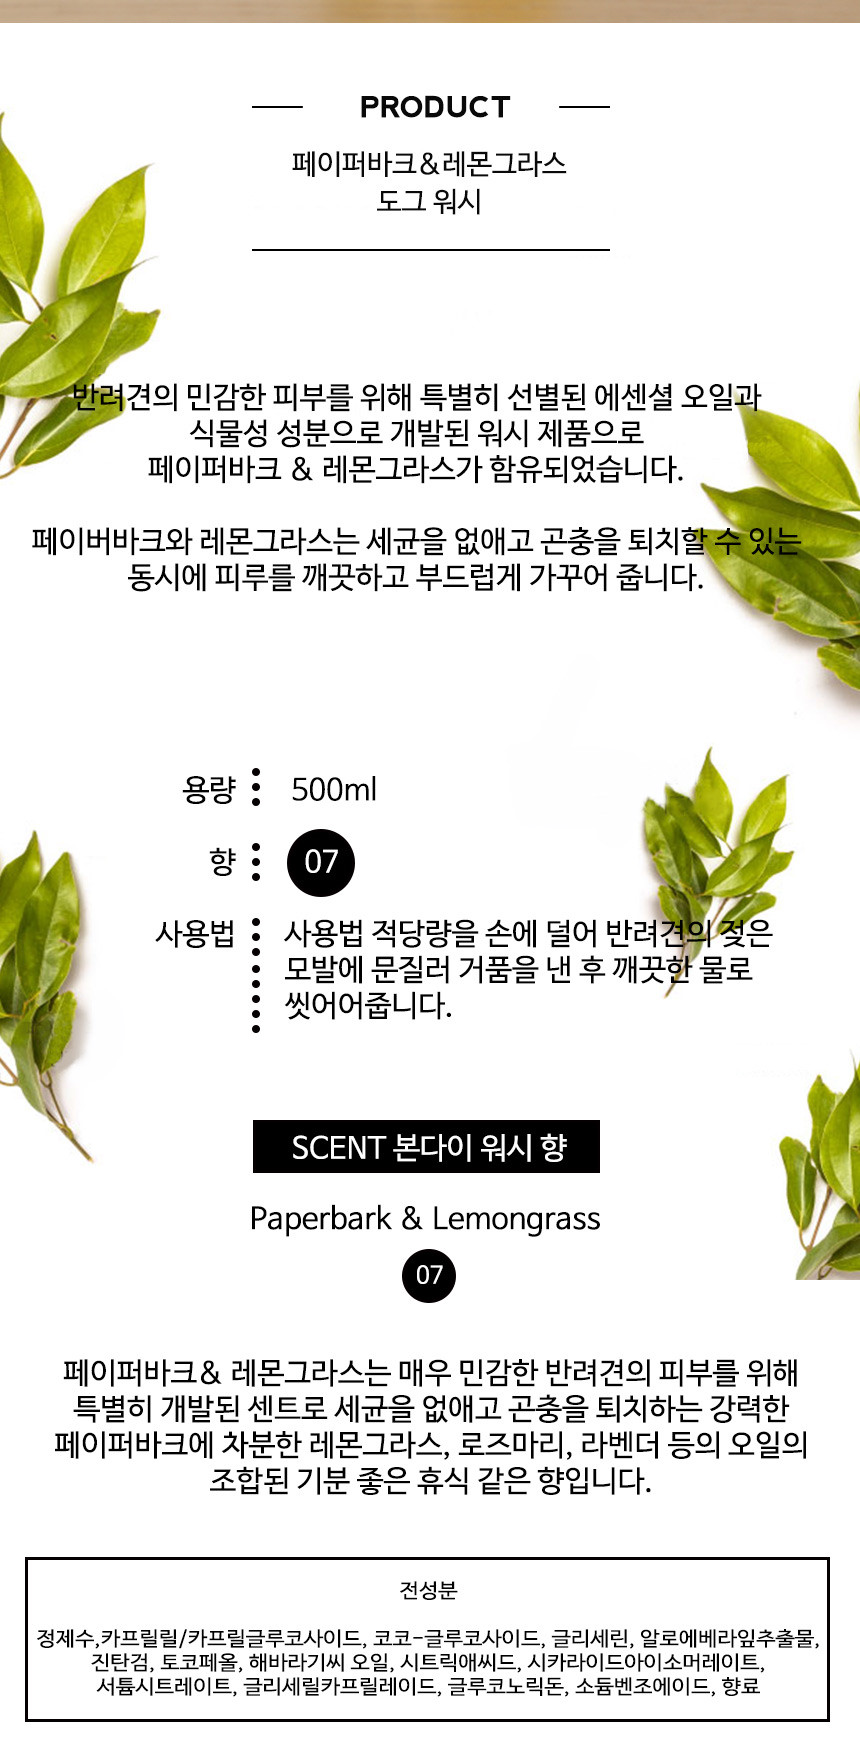 PRODUCT
페이퍼바크&레몬그라스
도그 워시
반려견의 민감한 피부를 위해 특별히 선별된 에센셜 오일과
식물성 성분으로 개발된 워시 제품으로
페이퍼바크 & 레몬그라스가 함유되었습니다.
페이버바크와 레몬그라스는 세균을 없애고 곤충을 퇴치할 수 있는
동시에 피루를 깨끗하고 부드럽게 가꾸어 줍니다.
용량 500ml
향 07
사용법 사용법 적당량을 손에 덜어 반려견의 젖은
모발에 문질러 거품을 낸 후 깨끗한 물로
씻어어줍니다.
SCENT 본다이 워시 향
Paperbark & Lemongrass
07
페이퍼바크& 레몬그라스는 매우 민감한 반려견의 피부를 위해
특별히 개발된 센트로 세균을 없애고 곤충을 퇴치하는 강력한
페이퍼바크에 차분한 레몬그라스, 로즈마리, 라벤더 등의 오일의
조합된 기분 좋은 휴식 같은 향입니다.
전성분
정제수,카프릴릴/카프릴글루코사이드, 코코-글루코사이드, 글리세린, 알로에베라잎추출물,
진탄검, 토코페올, 해바라기씨 오일, 시트릭애씨드, 시카라이드아이소머레이트,
서튬시트레이트, 글리세릴카프릴레이드, 글루코노릭돈, 소듐벤조에이드, 향료